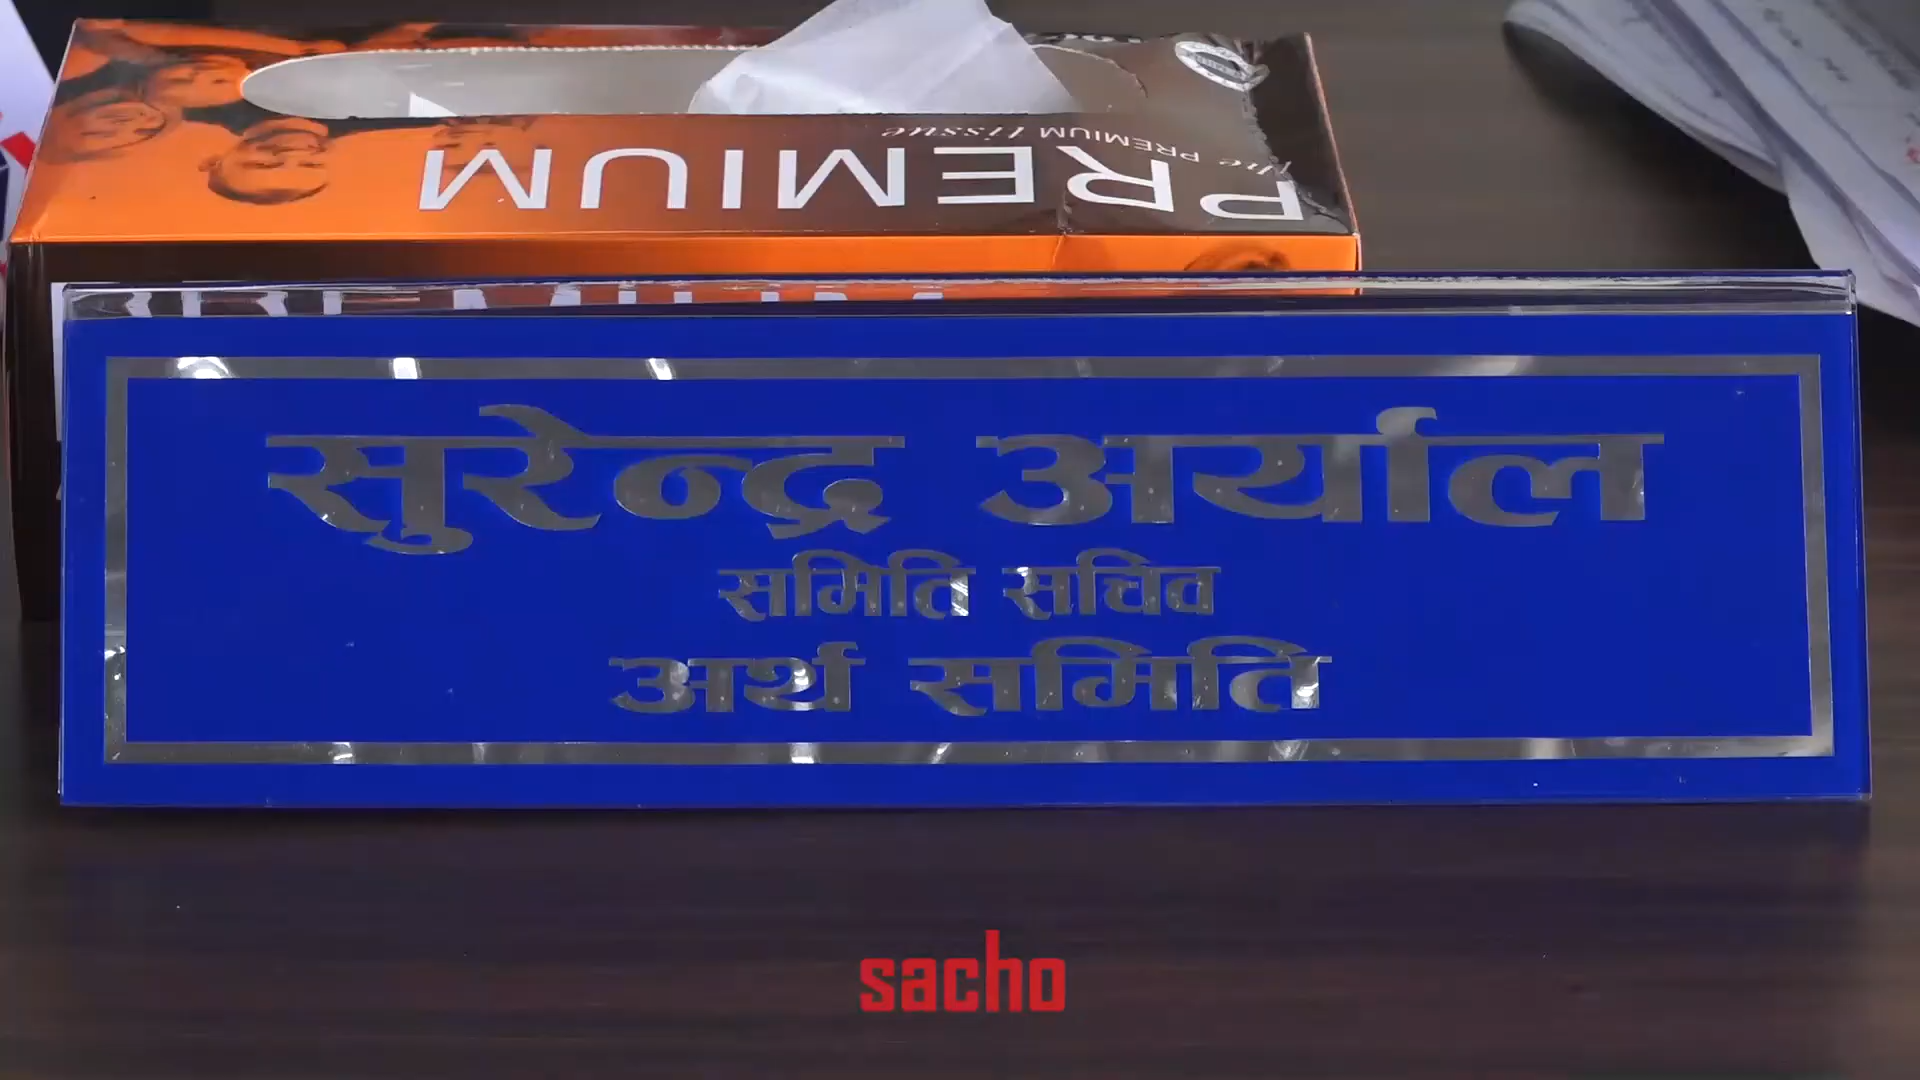 the PREMIUM tissue
PREMIUM
सुरेन्द्र अर्याल
समिति सचिव
अर्थ समिति
sacho